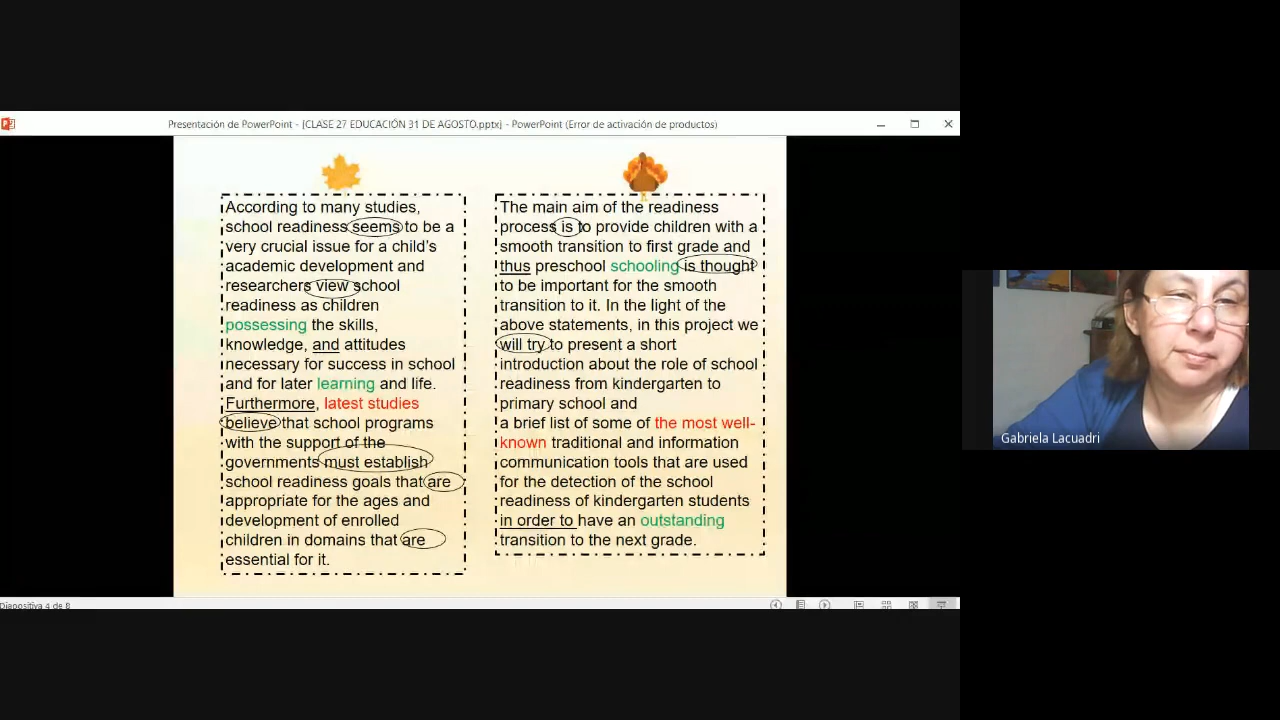 Presentación de PowerPoint - [CLASE 27 EDUCACIÓN 31 DE AGOSTO.pptx] - PowerPoint (Error de activación de productos)
According to many studies,
school readiness seems to be a
very crucial issue for a child's
academic development and
researchers view school
readiness as children
possessing the skills,
knowledge, and attitudes
necessary for success in school
and for later learning and life.
Furthermore, latest studies
believe that school programs
with the support of the
governments must establish
school readiness goals that are
appropriate for the ages and
development of enrolled
children in domains that are
essential for it.
The main aim of the readiness
process is to provide children with a
smooth transition to first grade and
thus preschool schooling is thought
to be important for the smooth
transition to it. In the light of the
above statements, in this project we
will try to present a short
introduction about the role of school
readiness from kindergarten to
primary school and
a brief list of some of the most well-
known traditional and information
communication tools that are used
for the detection of the school
readiness of kindergarten students
in order to have an outstanding
transition to the next grade.
Diapositiva 4 de 8
Gabriela Lacuadri